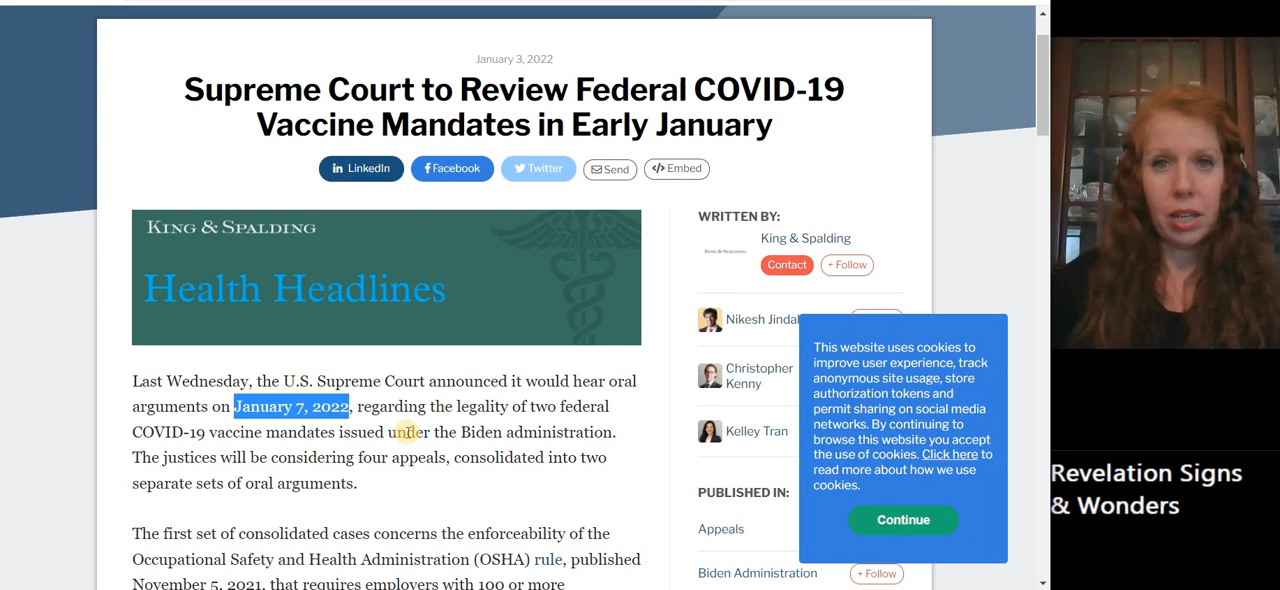 January 3, 2022
Supreme Court to Review Federal COVID-19
Vaccine Mandates in Early January
in LinkedIn
f Facebook
Twitter
Send
</> Embed
KING & SPALDING
Health Headlines
Last Wednesday, the U.S. Supreme Court announced it would hear oral
arguments on January 7, 2022, regarding the legality of two federal
COVID-19 vaccine mandates issued under the Biden administration.
The justices will be considering four appeals, consolidated into two
separate sets of oral arguments.
The first set of consolidated cases concerns the enforceability of the
Occupational Safety and Health Administration (OSHA) rule, published
November 5, 2021, that requires employers with 100 or more
WRITTEN BY:
King & Spalding
Contact
+ Follow
Nikesh Jindal
Christopher
Kenny
Kelley Tran
PUBLISHED IN:
Appeals
Biden Administration
+ Follow
This website uses cookies to
improve user experience, track
anonymous site usage, store
authorization tokens and
permit sharing on social media
networks. By continuing to
browse this website you accept
the use of cookies. Click here to
read more about how we use
cookies.
Continue
Revelation Signs
& Wonders